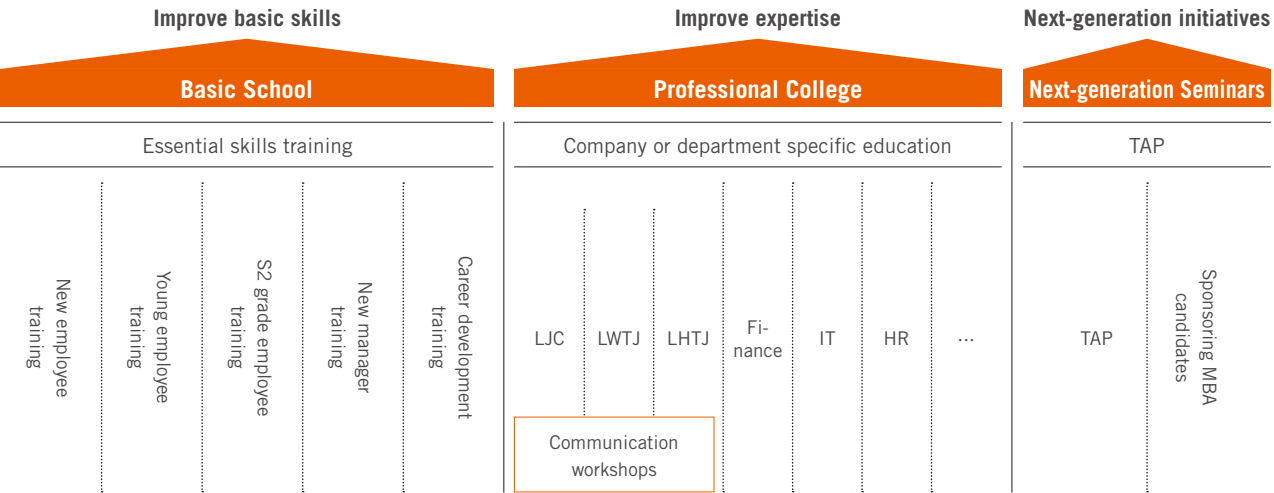 Improve basic skills
Improve expertise
Next-generation initiatives
Basic School
Professional College
Next-generation Seminars
Essential skills training
Company or department specific education
TAP
New employee
training
Young employee
training
S2 grade employee
training
New manager
training
Career development
training
LJC
LWTJ
LHTJ
Fi-
nance
IT
HR
...
TAP
Sponsoring MBA
candidates
Communication
workshops